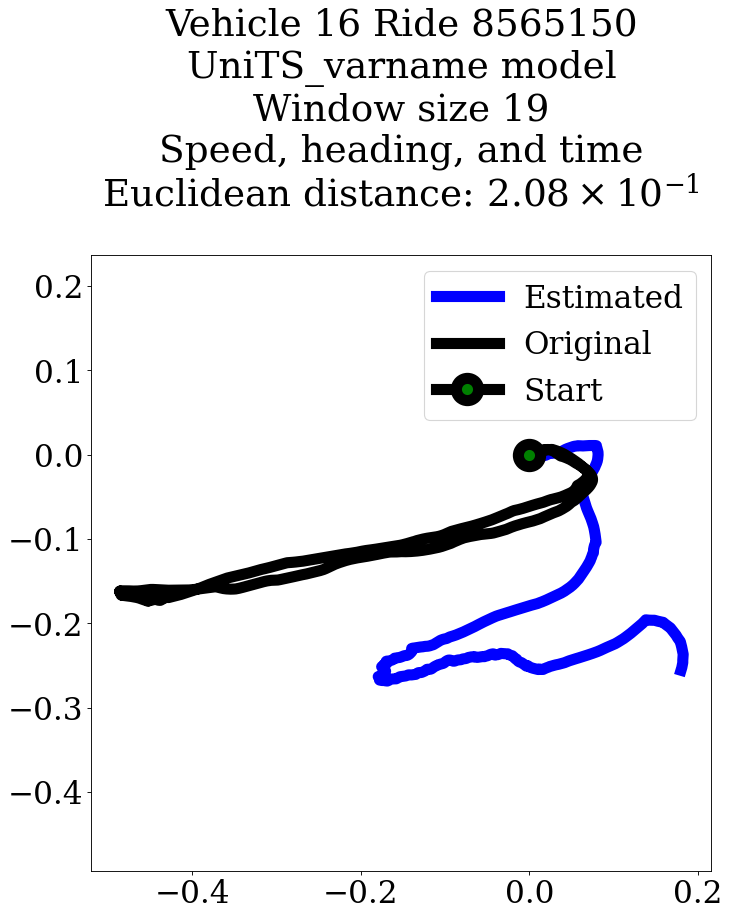 Vehicle 16 Ride 8565150
UniTS_varname model
Window size 19
Speed, heading, and time
Euclidean distance: 2.08 × 10⁻¹
Estimated
Original
Start
0.2
0.1
0.0
−0.1
−0.2
−0.3
−0.4
−0.4 −0.2 0.0 0.2